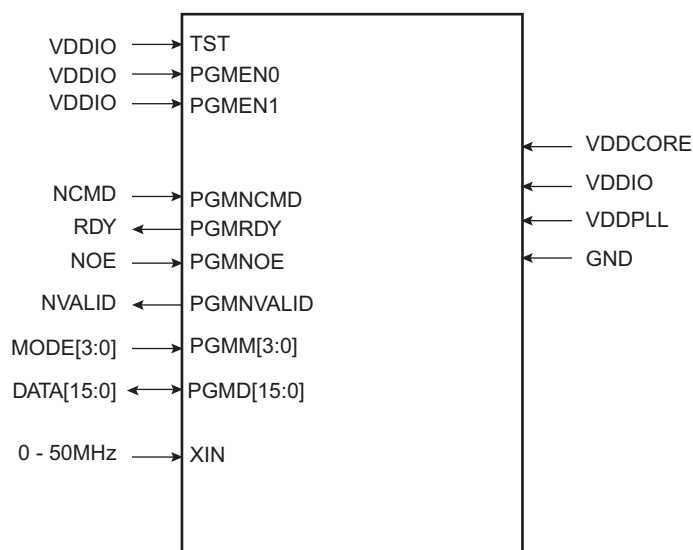 VDDIO TST
VDDIO PGMEN0
VDDIO PGMEN1
VDDCORE
VDDIO
NCMD PGMNCMD
RDY PGMRDY
VDDPLL
NOE PGMNOE
GND
NVALID PGMNVALID
MODE[3:0] PGMM[3:0]
DATA[15:0] PGMD[15:0]
0 - 50MHz XIN